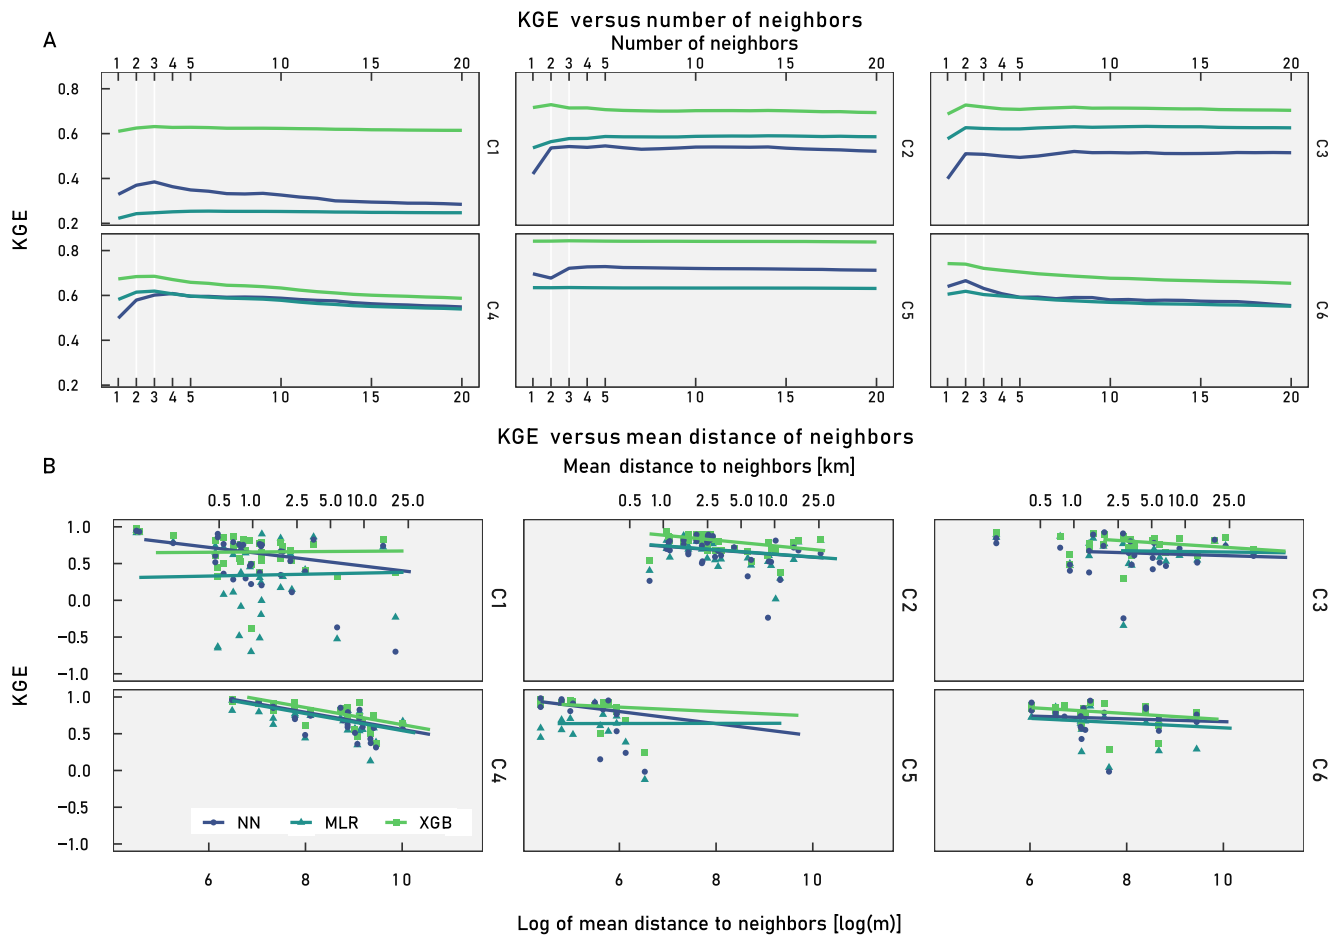 KGE versus number of neighbors
A
Number of neighbors
1 2 3 4 5 10 15 20
1 2 3 4 5 10 15 20
1 2 3 4 5 10 15 20
KGE
0.8
0.6
0.4
0.2
C1
C2
C3
0.8
0.6
0.4
0.2
C4
C5
C6
1 2 3 4 5 10 15 20
1 2 3 4 5 10 15 20
1 2 3 4 5 10 15 20
KGE versus mean distance of neighbors
B
Mean distance to neighbors [km]
0.5 1.0 2.5 5.0 10.0 25.0
0.5 1.0 2.5 5.0 10.0 25.0
0.5 1.0 2.5 5.0 10.0 25.0
KGE
1.0
0.5
0.0
−0.5
−1.0
C1
C2
C3
1.0
0.5
0.0
−0.5
−1.0
C4
C5
C6
NN MLR XGB
6 8 10
6 8 10
6 8 10
Log of mean distance to neighbors [log(m)]